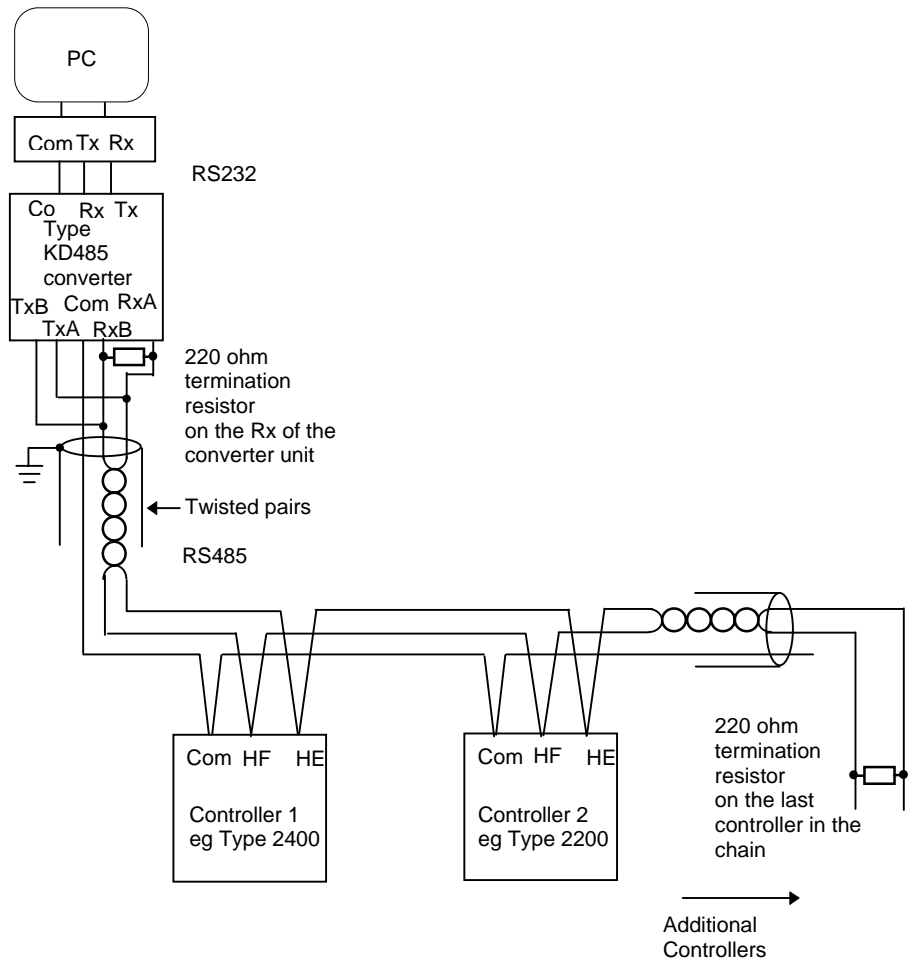 PC
Com Tx Rx
RS232
Co Rx Tx
Type
KD485
converter
TxB Com RxA
TxA RxB
220 ohm
termination
resistor
on the Rx of the
converter unit
Twisted pairs
RS485
Com HF HE
Controller 1
eg Type 2400
Com HF HE
Controller 2
eg Type 2200
220 ohm
termination
resistor
on the last
controller in the
chain
Additional
Controllers